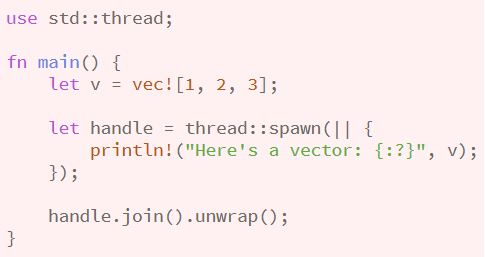 use std::thread;

fn main() {
    let v = vec![1, 2, 3];

    let handle = thread::spawn(|| {
        println!("Here's a vector: {:?}", v);
    });

    handle.join().unwrap();
}